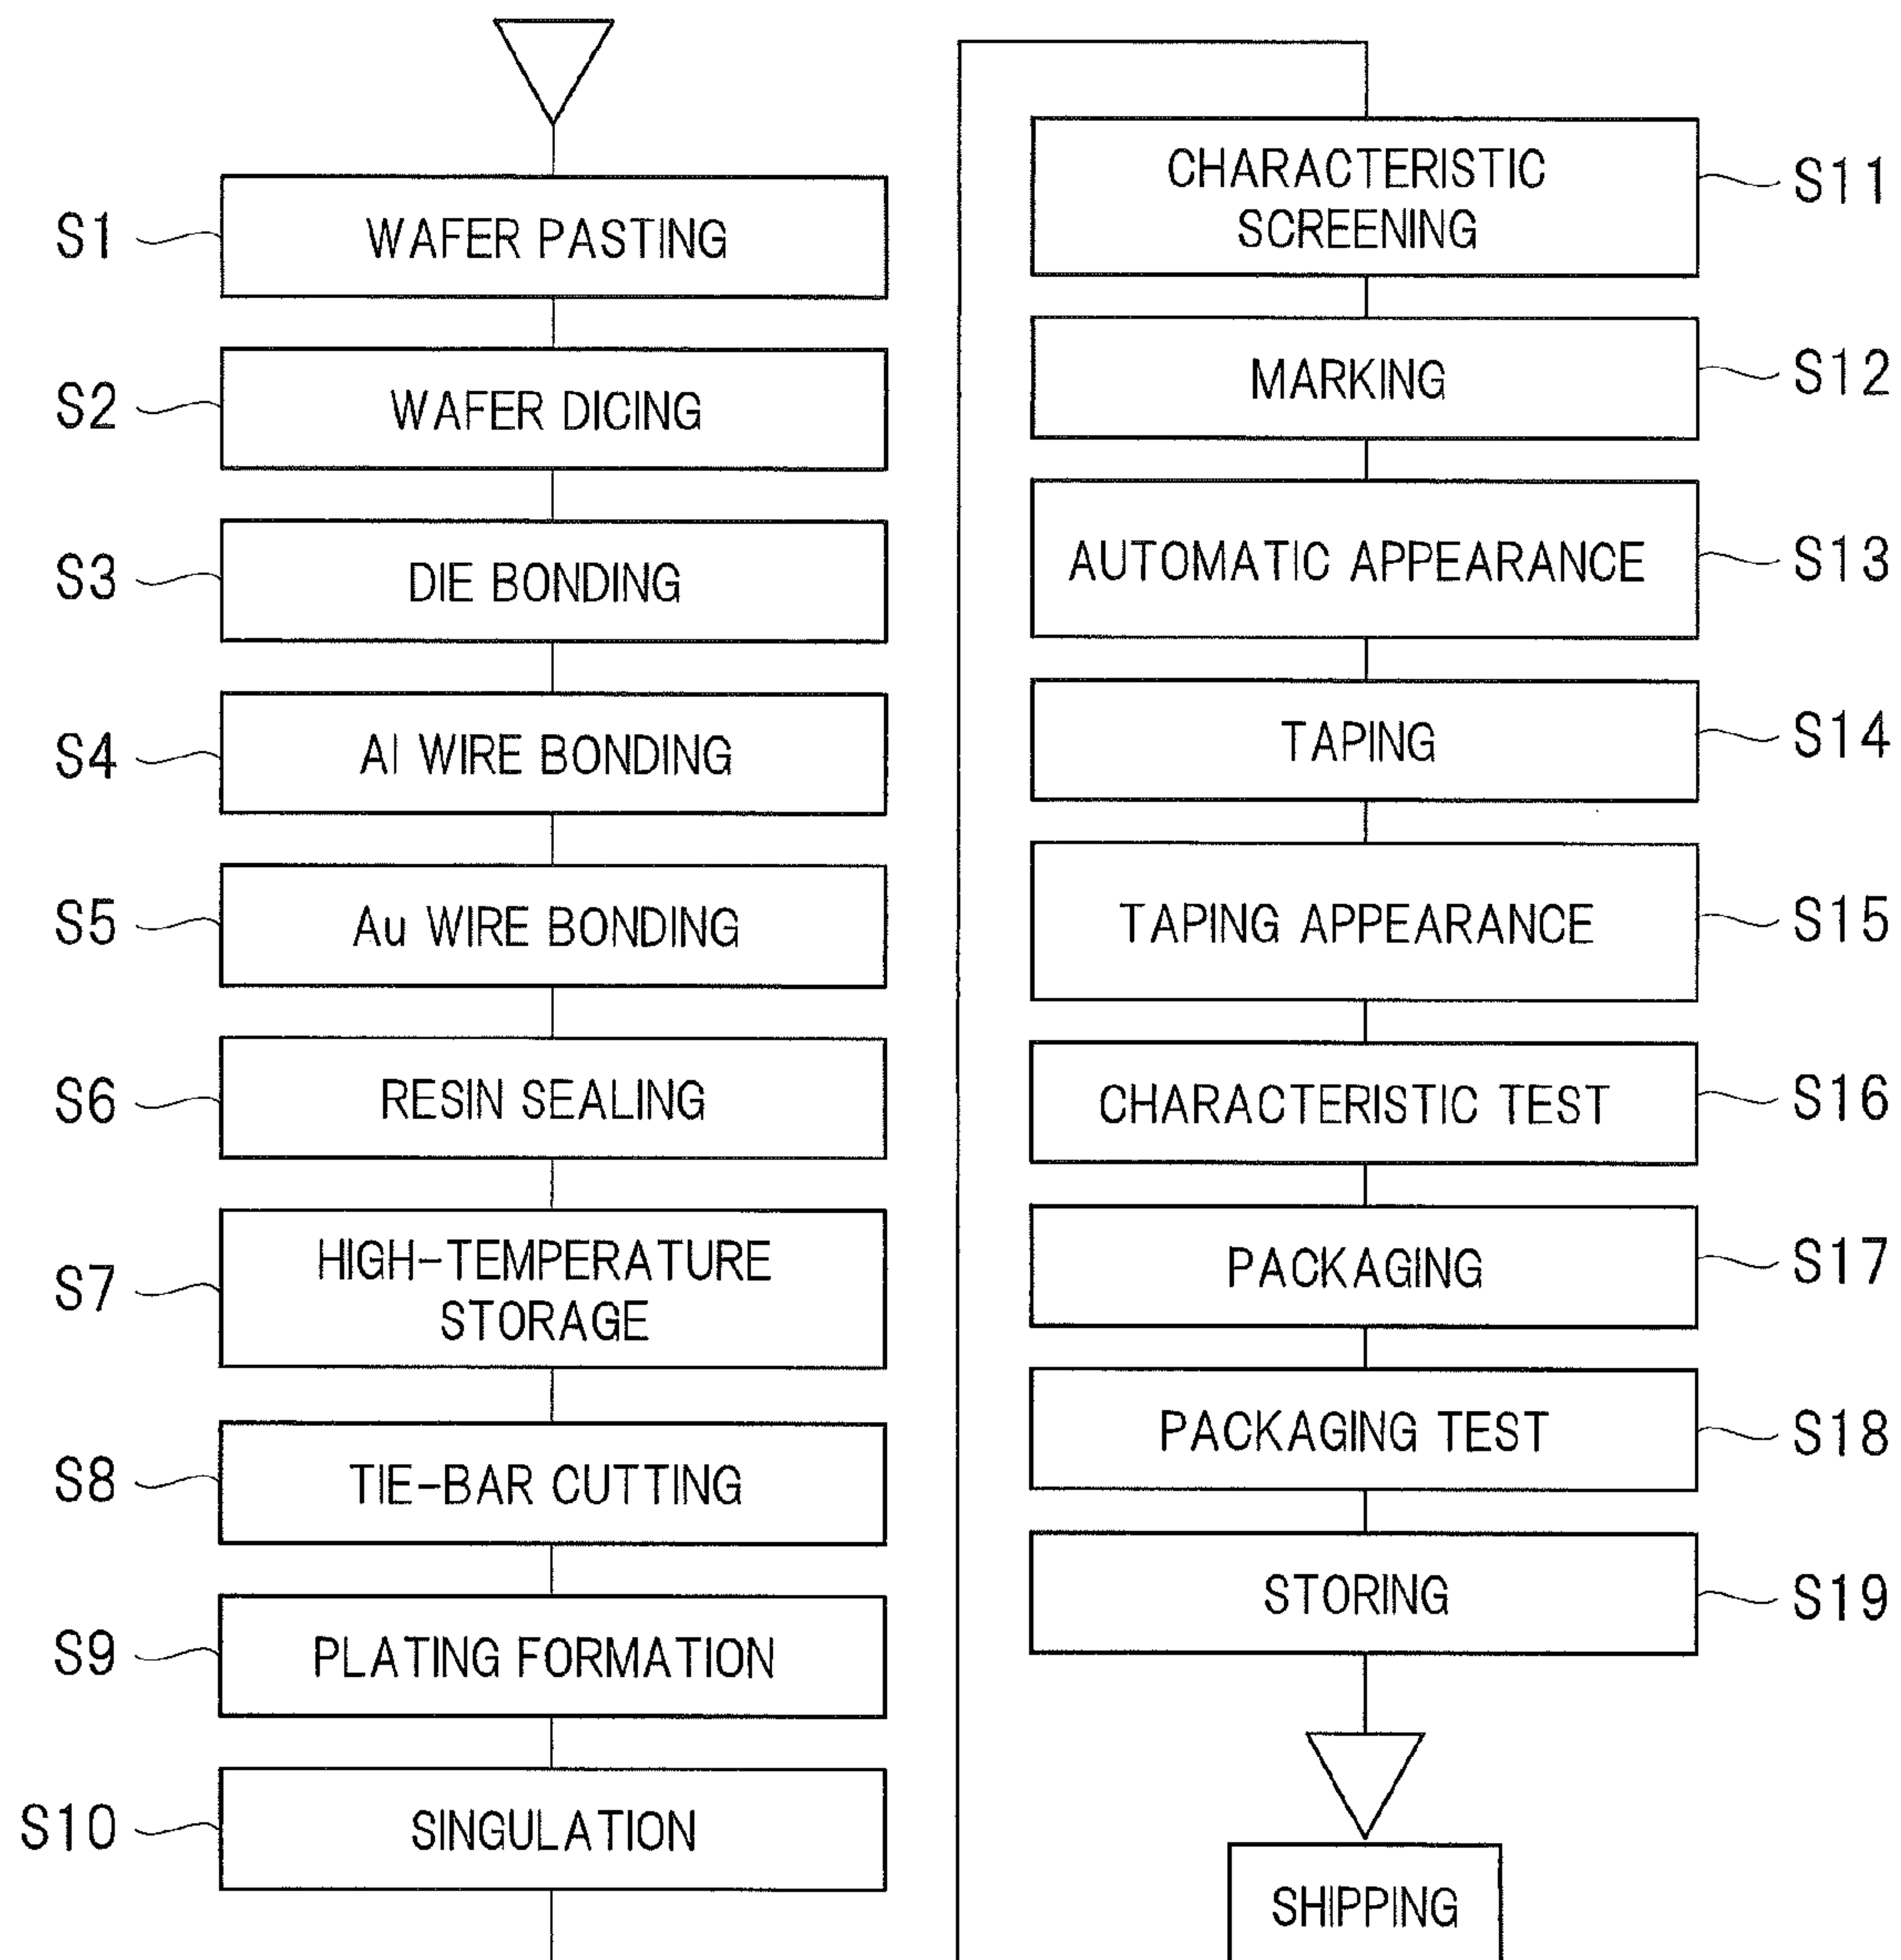 S1
WAFER PASTING
S2
WAFER DICING
S3
DIE BONDING
S4
Al WIRE BONDING
S5
Au WIRE BONDING
S6
RESIN SEALING
S7
HIGH-TEMPERATURE
STORAGE
S8
TIE-BAR CUTTING
S9
PLATING FORMATION
S10
SINGULATION
CHARACTERISTIC
SCREENING
S11
MARKING
S12
AUTOMATIC APPEARANCE
S13
TAPING
S14
TAPING APPEARANCE
S15
CHARACTERISTIC TEST
S16
PACKAGING
S17
PACKAGING TEST
S18
STORING
S19
SHIPPING